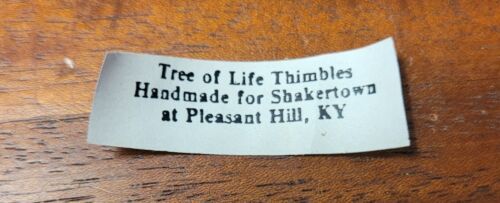 Tree of Life Thimbles
Handmade for Shakertown
at Pleasant Hill, KY